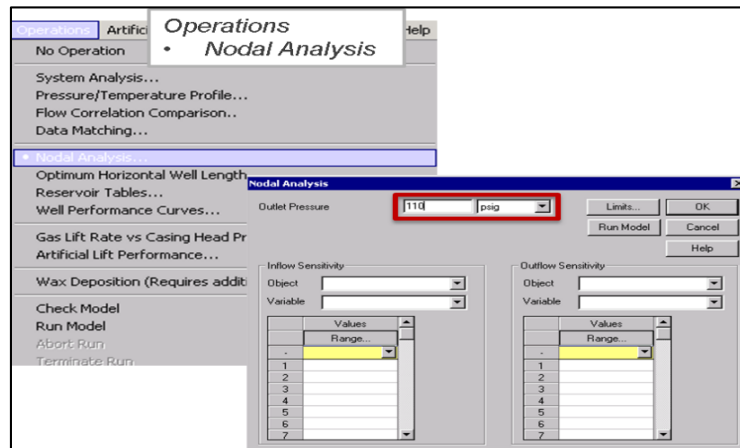 Operations Artifici Help
Operations
• Nodal Analysis
No Operation
System Analysis...
Pressure/Temperature Profile...
Flow Correlation Comparison..
Data Matching...
• Nodal Analysis...
Optimum Horizontal Well Length
Reservoir Tables...
Well Performance Curves...
Gas Lift Rate vs Casing Head Pr
Artificial Lift Performance...
Wax Deposition (Requires additi
Check Model
Run Model
Abort Run
Terminate Run
Nodal Analysis
Outlet Pressure 110 psig Limits... OK
Run Model Cancel
Help
Inflow Sensitivity
Object
Variable
Values
Range...
-
1
2
3
4
5
6
7
Outflow Sensitivity
Object
Variable
Values
Range...
-
1
2
3
4
5
6
7